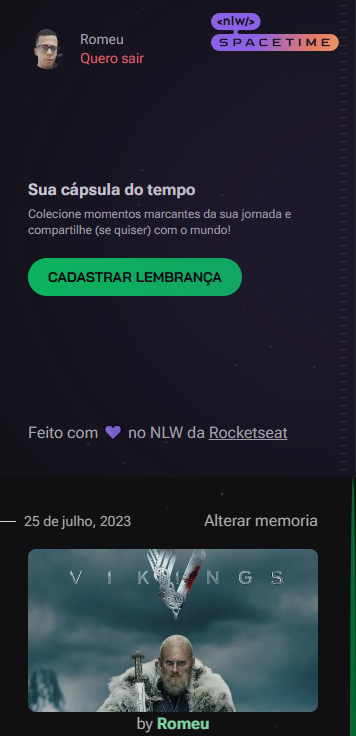 Romeu
Quero sair
<nlw/>
SPACETIME
Sua cápsula do tempo
Colecione momentos marcantes da sua jornada e
compartilhe (se quiser) com o mundo!
CADASTRAR LEMBRANÇA
Feito com 💜 no NLW da Rocketseat
25 de julho, 2023
Alterar memoria
VIKINGS
by Romeu